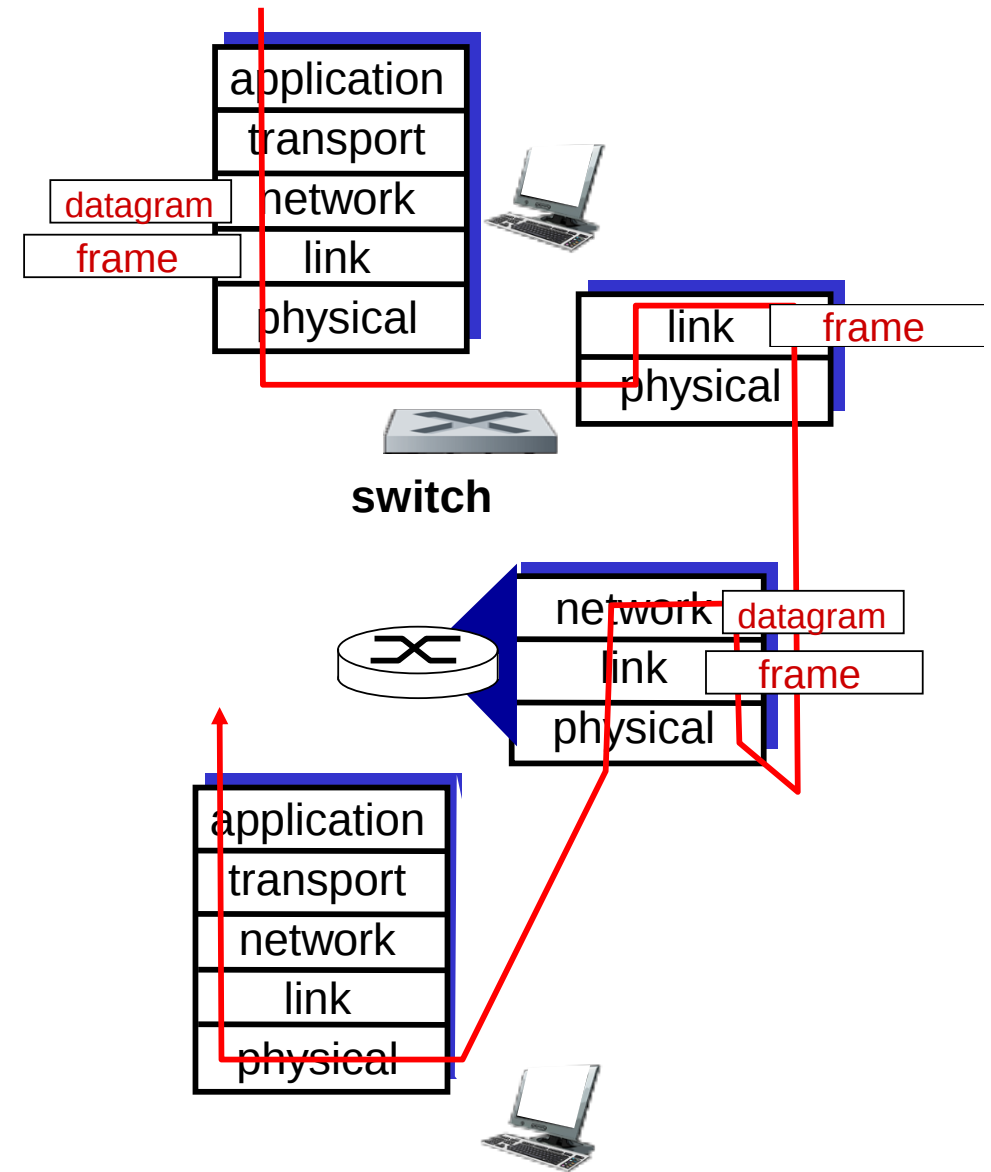 application
transport
datagram
network
frame
link
physical
link
frame
physical
switch
network
datagram
link
frame
physical
application
transport
network
link
physical